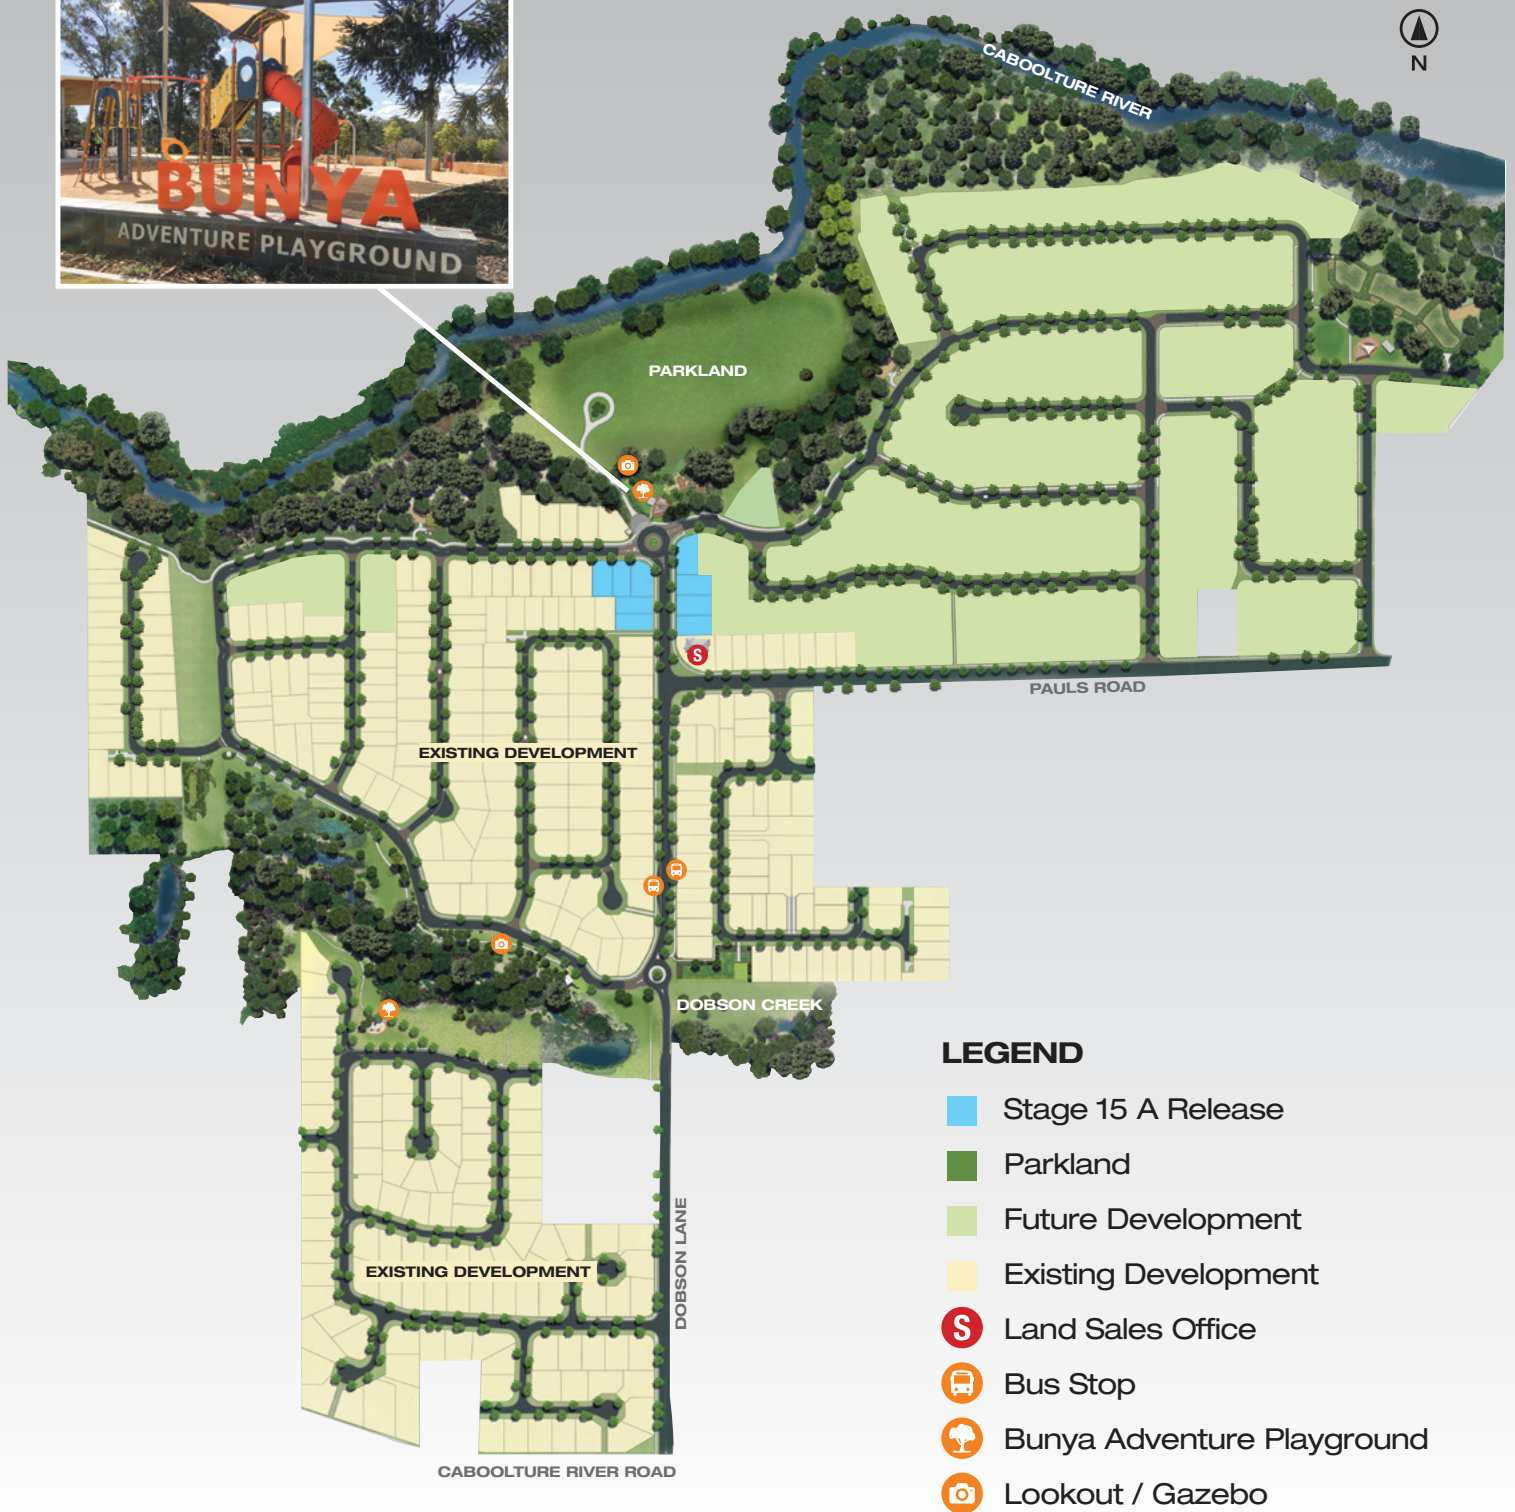 BUNYA
ADVENTURE PLAYGROUND
N
CABOOLTURE RIVER
PARKLAND
S
PAULS ROAD
EXISTING DEVELOPMENT
DOBSON CREEK
DOBSON LANE
EXISTING DEVELOPMENT
CABOOLTURE RIVER ROAD
LEGEND
Stage 15 A Release
Parkland
Future Development
Existing Development
S Land Sales Office
Bus Stop
Bunya Adventure Playground
Lookout / Gazebo